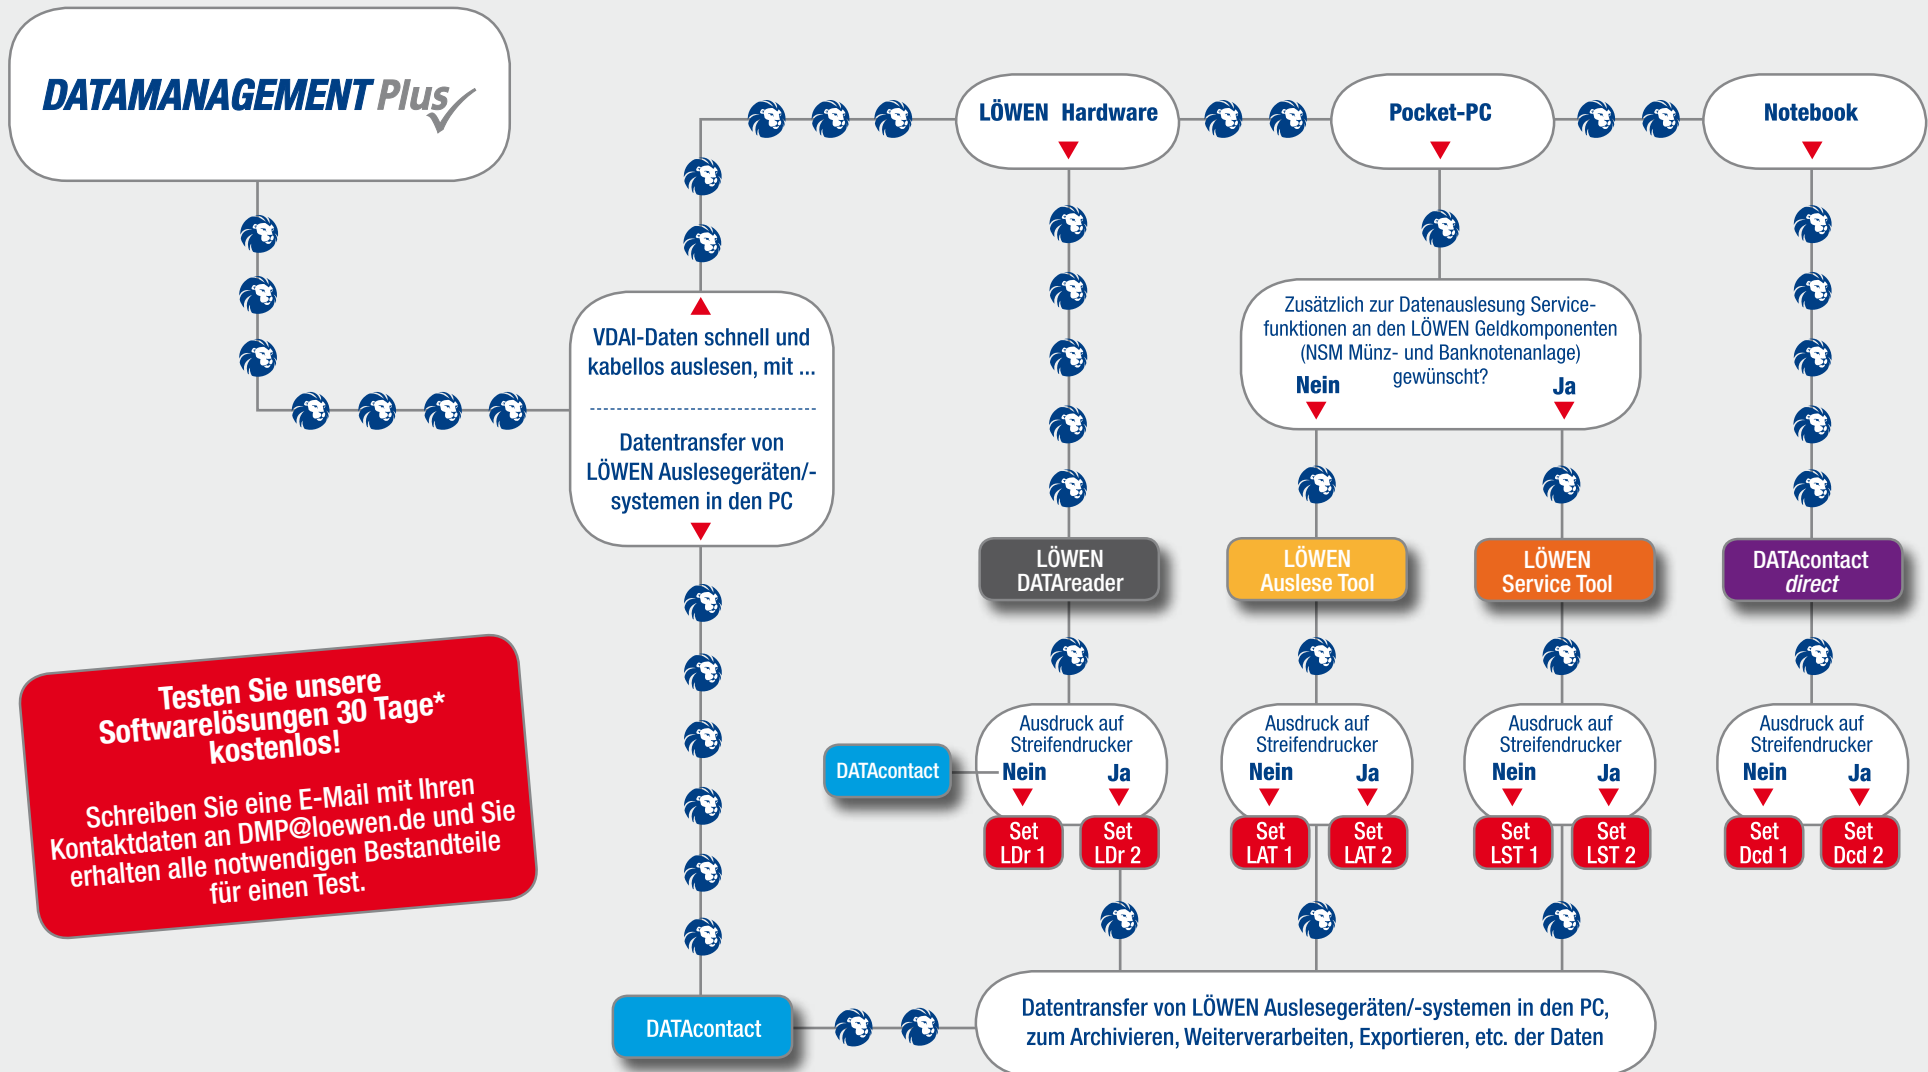 DATAMANAGEMENT Plus
LÖWEN Hardware
Pocket-PC
Notebook
VDAI-Daten schnell und
kabellos auslesen, mit ...
Datentransfer von
LÖWEN Auslesegeräten/-
systemen in den PC
Zusätzlich zur Datenauslesung Service-
funktionen an den LÖWEN Geldkomponenten
(NSM Münz- und Banknotenanlage)
gewünscht?
Nein
Ja
LÖWEN
DATAreader
LÖWEN
Auslese Tool
LÖWEN
Service Tool
DATAcontact
direct
Testen Sie unsere
Softwarelösungen 30 Tage*
kostenlos!
Schreiben Sie eine E-Mail mit Ihren
Kontaktdaten an DMP@loewen.de und Sie
erhalten alle notwendigen Bestandteile
für einen Test.
DATAcontact
Ausdruck auf
Streifendrucker
Nein Ja
Set
LDr 1
Set
LDr 2
Ausdruck auf
Streifendrucker
Nein Ja
Set
LAT 1
Set
LAT 2
Ausdruck auf
Streifendrucker
Nein Ja
Set
LST 1
Set
LST 2
Ausdruck auf
Streifendrucker
Nein Ja
Set
Dcd 1
Set
Dcd 2
DATAcontact
Datentransfer von LÖWEN Auslesegeräten/-systemen in den PC,
zum Archivieren, Weiterverarbeiten, Exportieren, etc. der Daten